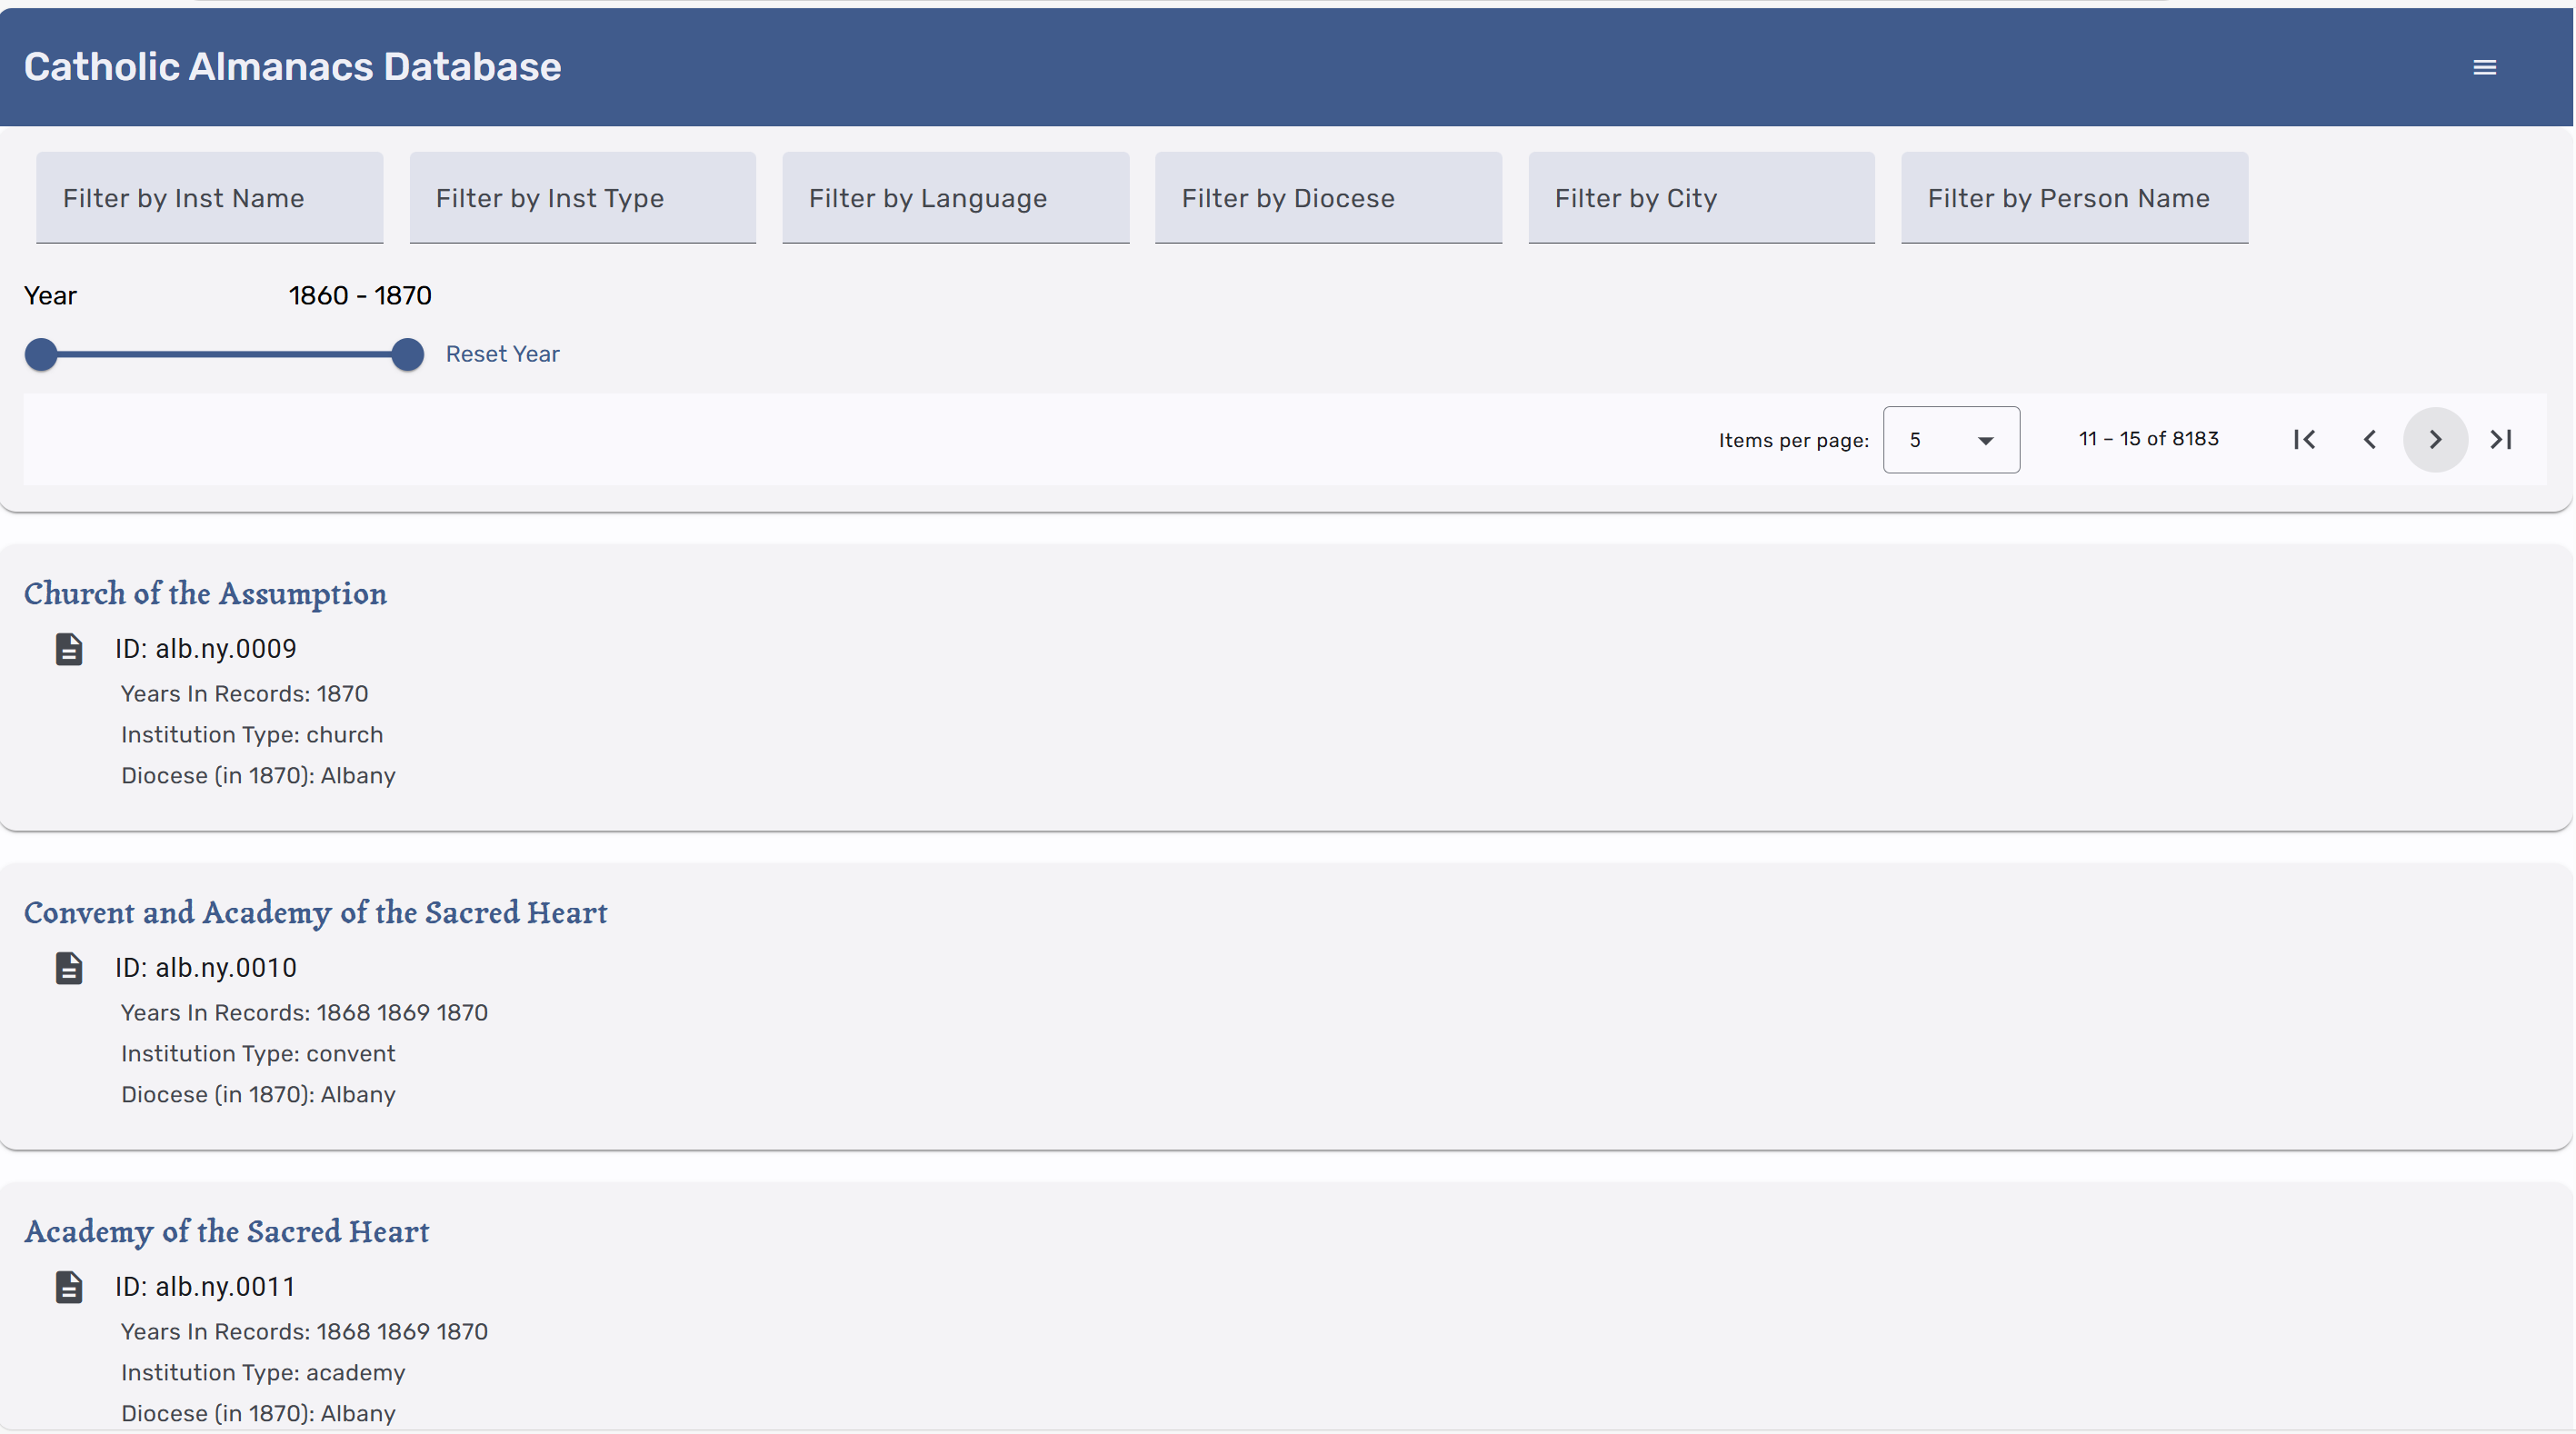 Catholic Almanacs Database
Filter by Inst Name Filter by Inst Type Filter by Language Filter by Diocese Filter by City Filter by Person Name
Year 1860 - 1870
Reset Year
Items per page: 5 11 – 15 of 8183
Church of the Assumption
ID: alb.ny.0009
Years In Records: 1870
Institution Type: church
Diocese (in 1870): Albany
Convent and Academy of the Sacred Heart
ID: alb.ny.0010
Years In Records: 1868 1869 1870
Institution Type: convent
Diocese (in 1870): Albany
Academy of the Sacred Heart
ID: alb.ny.0011
Years In Records: 1868 1869 1870
Institution Type: academy
Diocese (in 1870): Albany